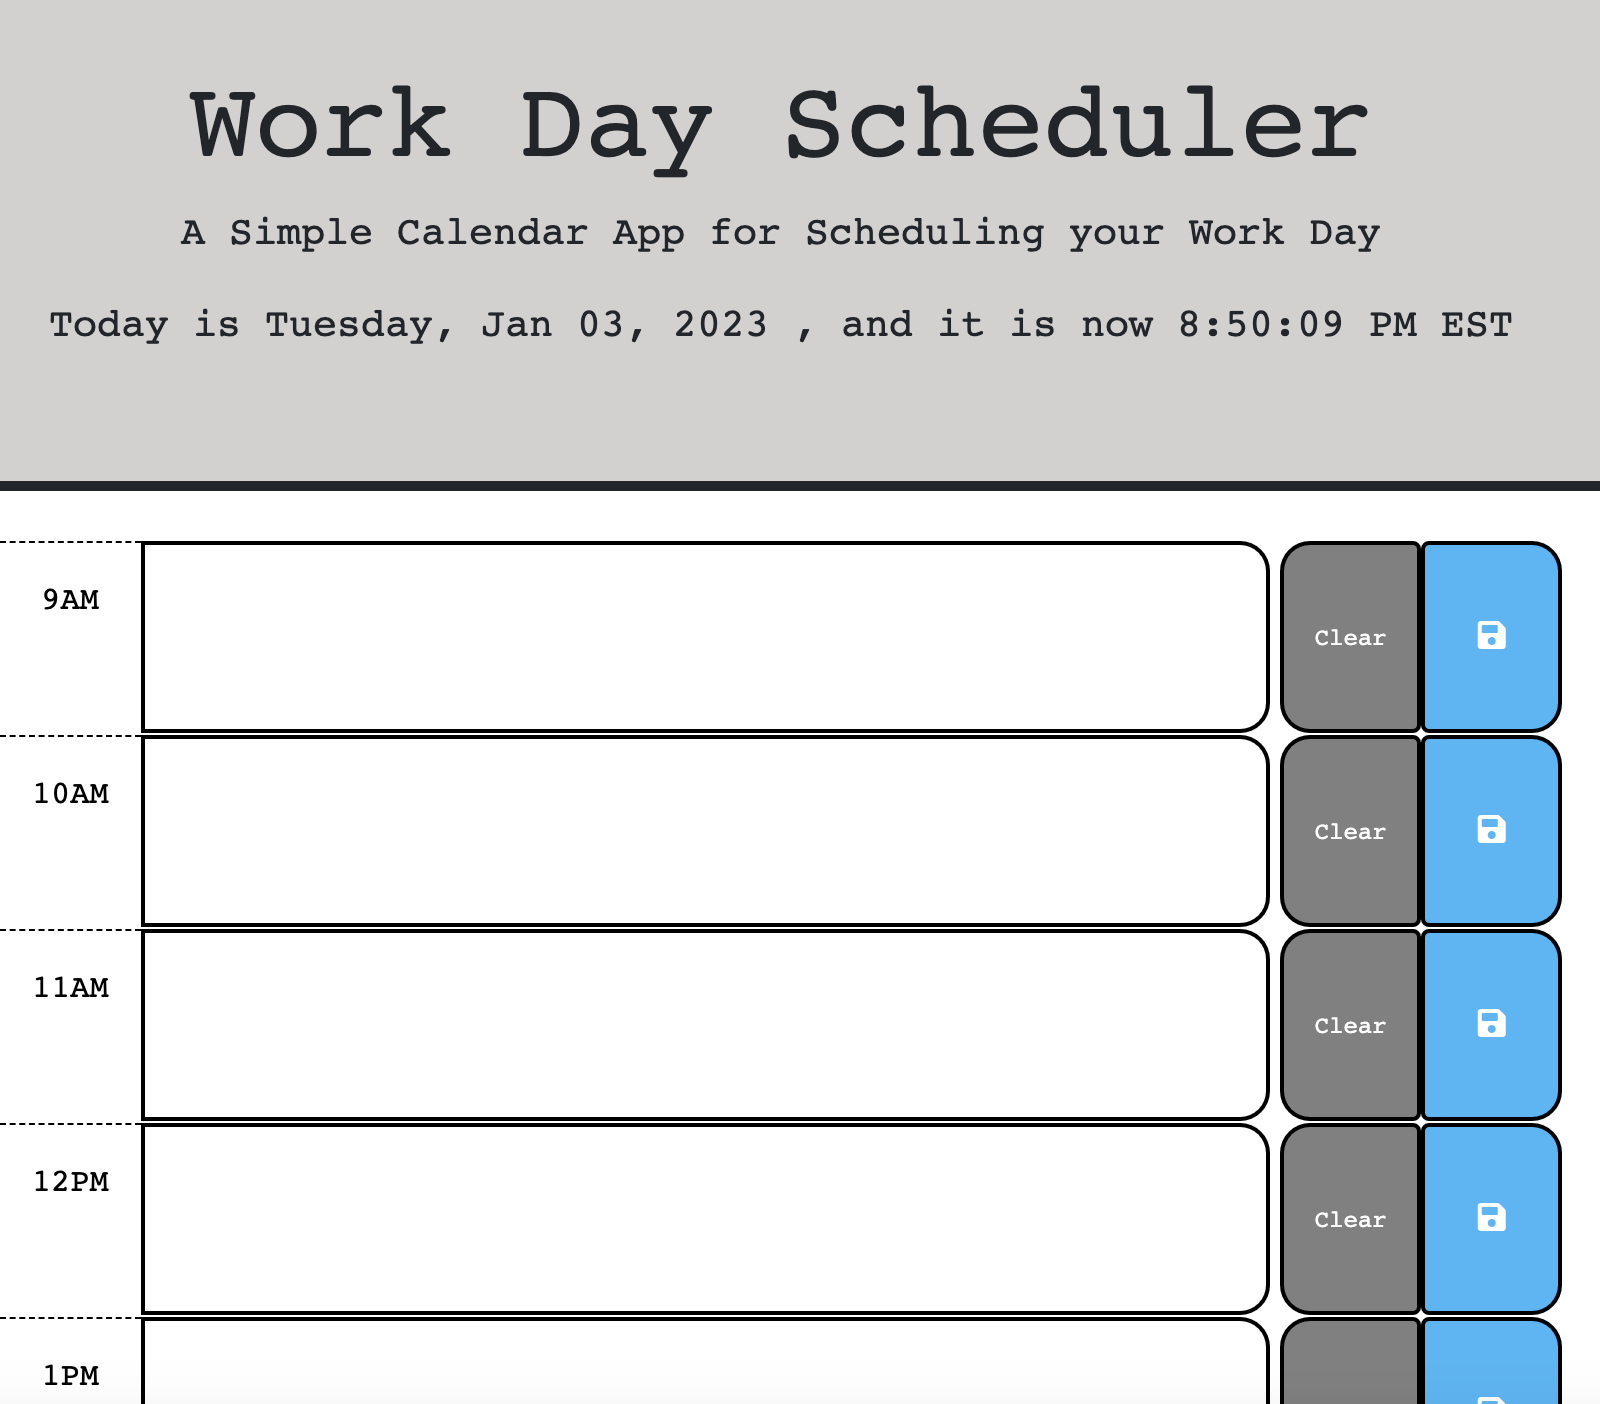 Work Day Scheduler
A Simple Calendar App for Scheduling your Work Day
Today is Tuesday, Jan 03, 2023 , and it is now 8:50:09 PM EST
9AM
Clear
10AM
Clear
11AM
Clear
12PM
Clear
1PM